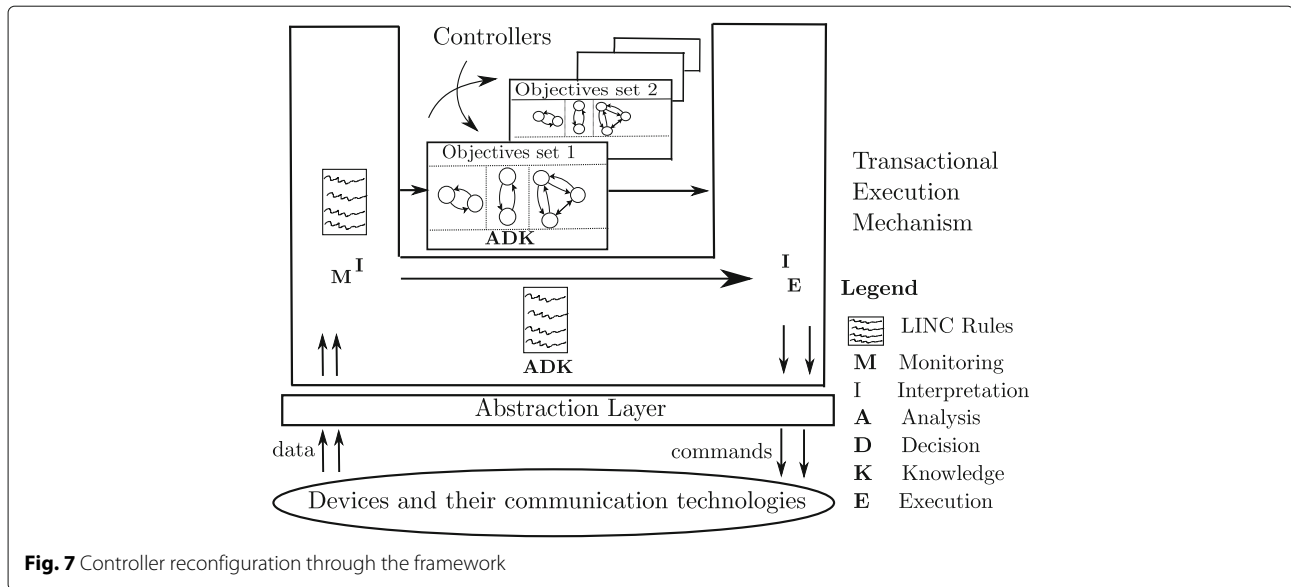 Controllers
Objectives set 2
Objectives set 1
ADK
M I
I
E
ADK
Transactional
Execution
Mechanism
Legend
LINC Rules
M Monitoring
I Interpretation
A Analysis
D Decision
K Knowledge
E Execution
Abstraction Layer
data
commands
Devices and their communication technologies
Fig. 7 Controller reconfiguration through the framework